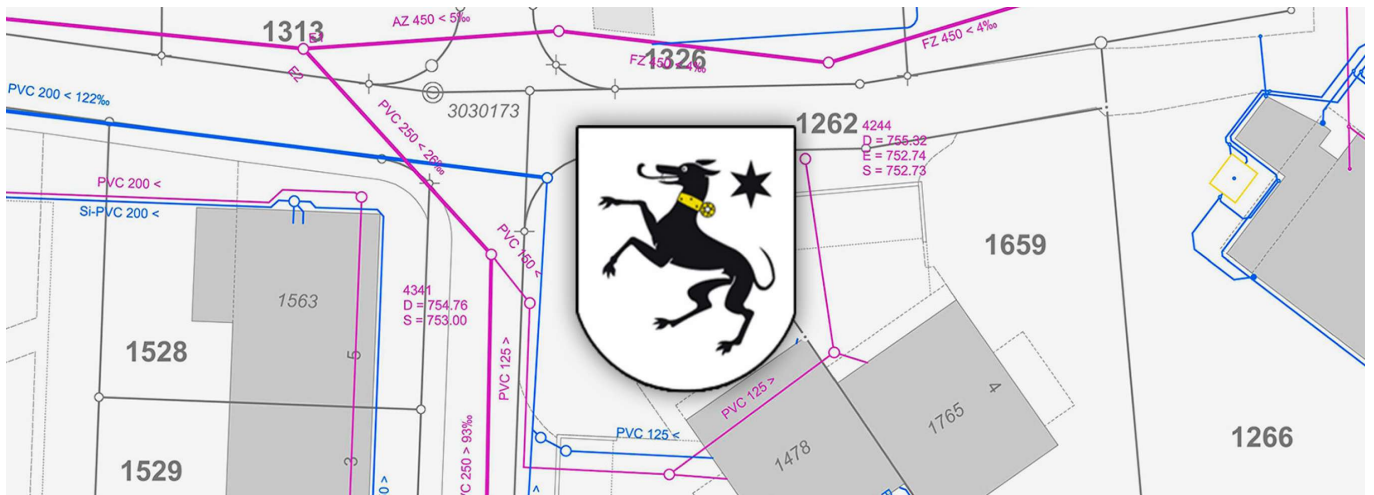 1313
E1
AZ 450 < 5‰
FZ 450 < 4‰
1326
FZ 450 < 4‰
E2
PVC 200 < 122‰
PVC 250 < 26‰
3030173
1262
4244
D = 755.32
E = 752.74
S = 752.73
PVC 200 <
Si-PVC 200 <
PVC 150 <
1659
4341
D = 754.76
S = 753.00
1563
1528
5
PVC 125 >
PVC 125 >
4
1765
PVC 125 <
1266
1478
1529
3
VC 250 > 93‰
0 >
>